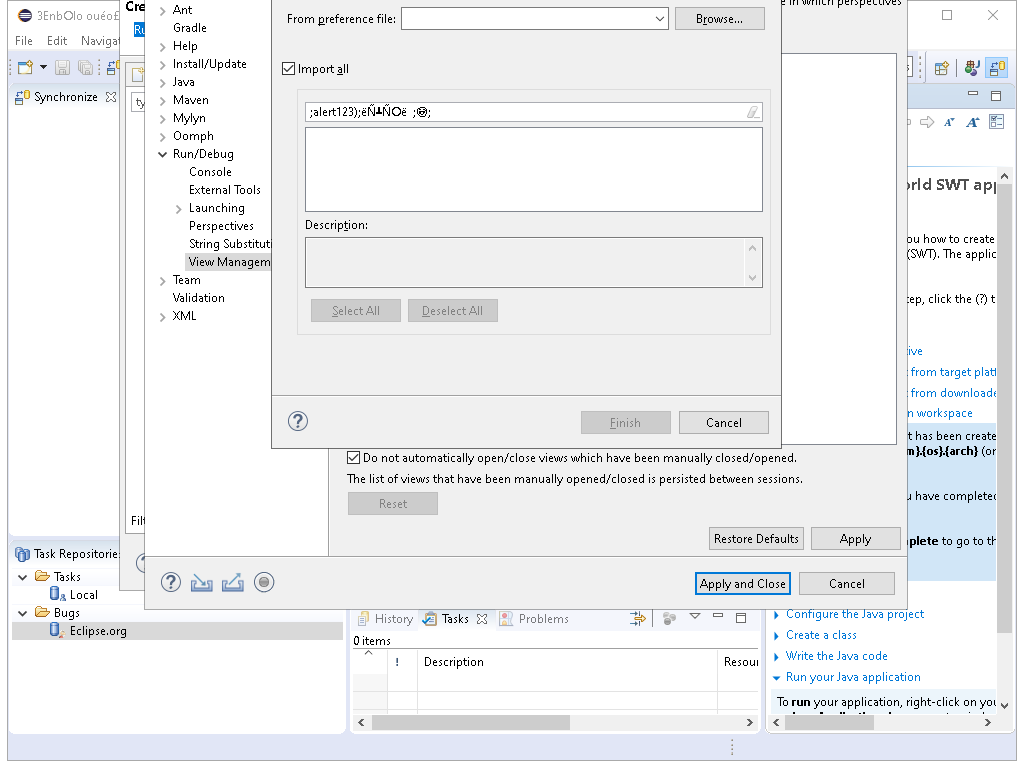 3EnbOlo ouéo£
File Edit Navigat
Synchronize
Cre
Ant
Gradle
Help
Install/Update
Java
Maven
Mylyn
Oomph
Run/Debug
Console
External Tools
Launching
Perspectives
String Substituti
View Managem
Team
Validation
XML
From preference file:
Browse...
Import all
Description:
Select All
Deselect All
Finish
Cancel
e in which perspectives
Do not automatically open/close views which have been manually closed/opened.
The list of views that have been manually opened/closed is persisted between sessions.
Reset
Restore Defaults
Apply
Apply and Close
Cancel
Filt
Task Repositories
Tasks
Local
Bugs
Eclipse.org
History
Tasks
Problems
0 items
!
Description
Resour
orld SWT app
ou how to create
(SWT). The applic
tep, click the (?) t
tive
t from target platf
t from downloade
n workspace
t has been create
m}.{os}.{arch} (or
u have completed
plete to go to th
Configure the Java project
Create a class
Write the Java code
Run your Java application
To run your application, right-click on you